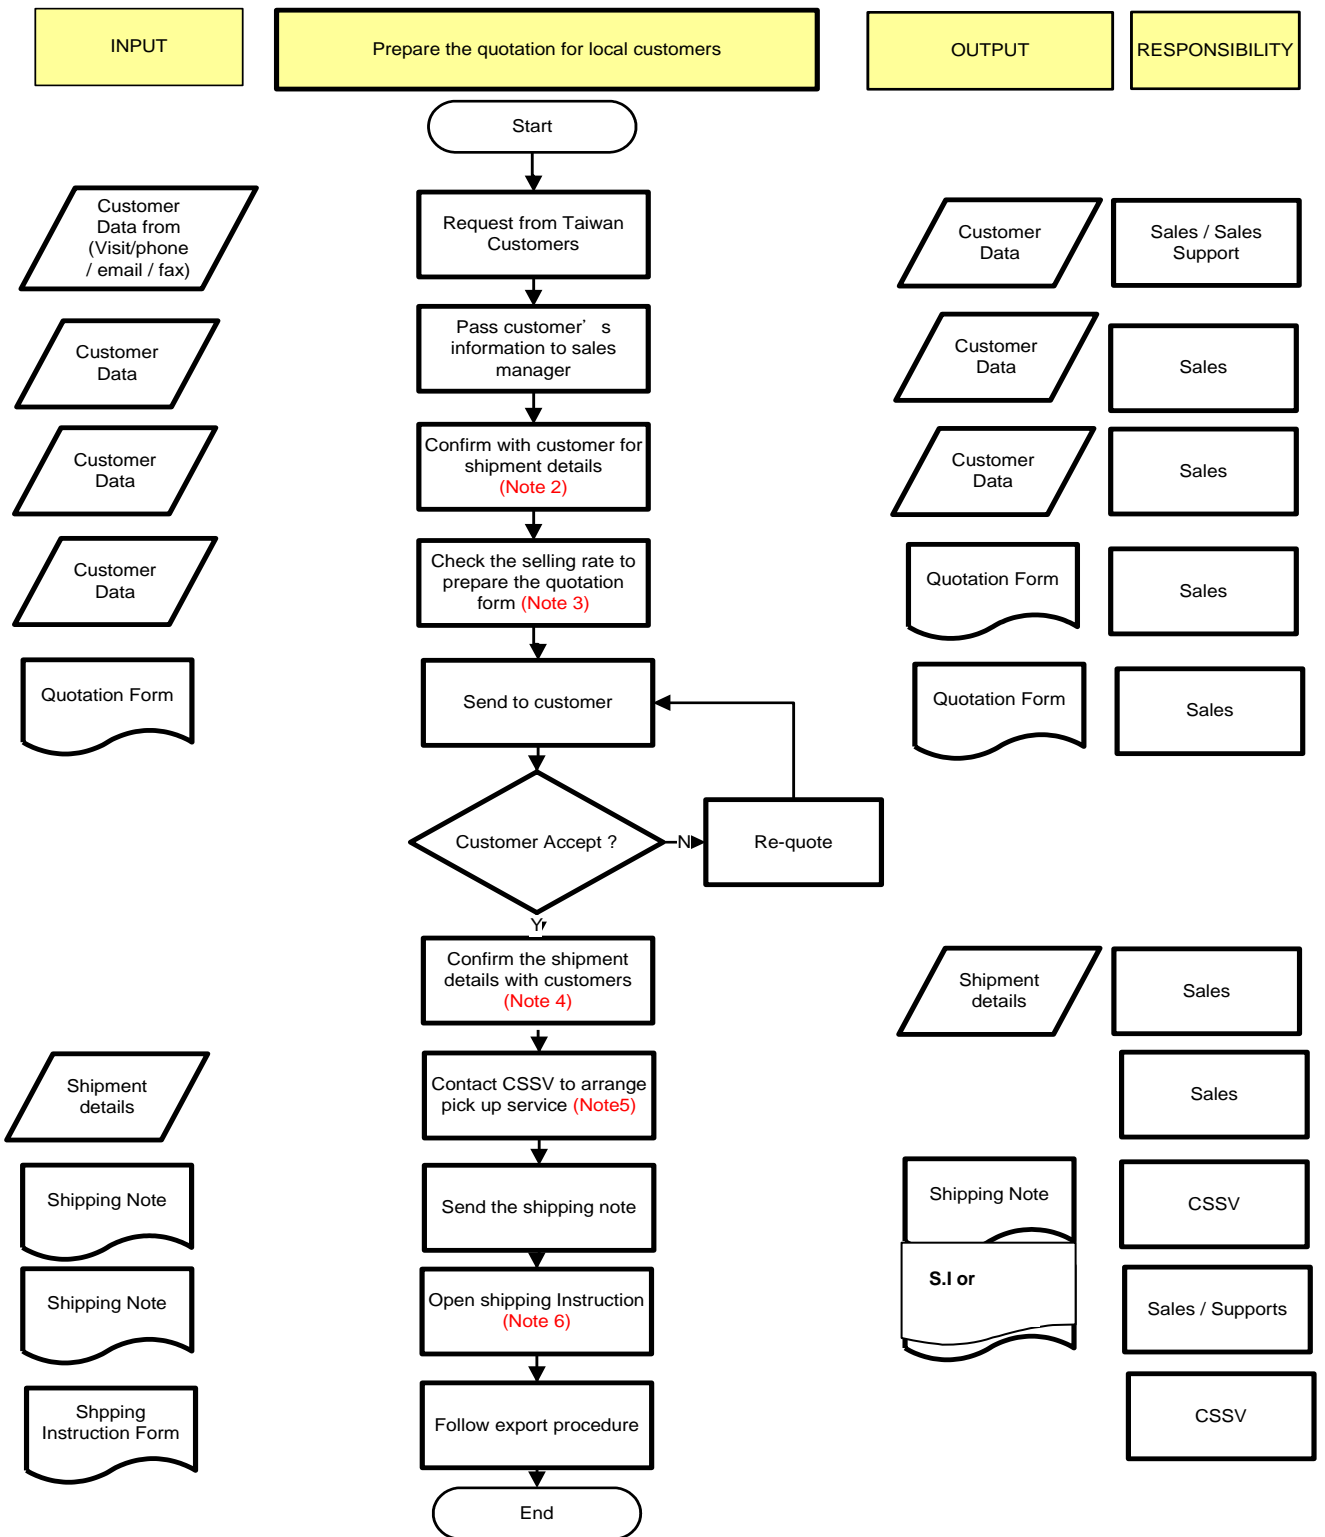 INPUT
Prepare the quotation for local customers
OUTPUT
RESPONSIBILITY
Start
Customer
Data from
(Visit/phone
/ email / fax)
Request from Taiwan
Customers
Customer
Data
Sales / Sales
Support
Customer
Data
Pass customer’s
information to sales
manager
Customer
Data
Sales
Customer
Data
Confirm with customer for
shipment details
(Note 2)
Customer
Data
Sales
Customer
Data
Check the selling rate to
prepare the quotation
form (Note 3)
Quotation Form
Sales
Quotation Form
Send to customer
Quotation Form
Sales
Customer Accept ?
N
Re-quote
Y
Confirm the shipment
details with customers
(Note 4)
Shipment
details
Sales
Shipment
details
Contact CSSV to arrange
pick up service (Note5)
Sales
Shipping Note
Send the shipping note
Shipping Note
CSSV
Shipping Note
Open shipping Instruction
(Note 6)
S.I or
Sales / Supports
Shpping
Instruction Form
Follow export procedure
CSSV
End